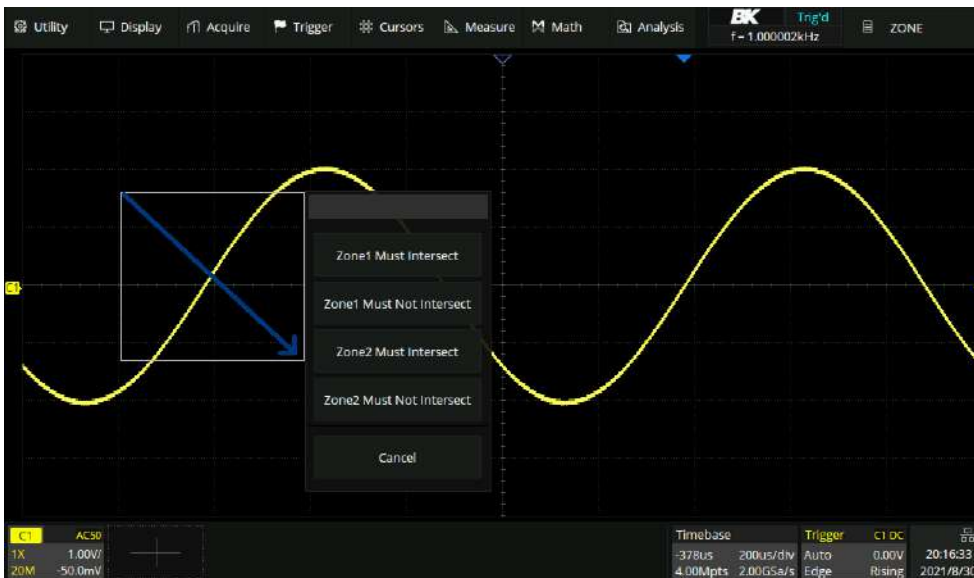 Utility Display Acquire Trigger Cursors Measure Math Analysis BK Trig'd ZONE
f = 1.000002kHz
C1
Zone1 Must Intersect
Zone1 Must Not Intersect
Zone2 Must Intersect
Zone2 Must Not Intersect
Cancel
C1 AC50 Timebase Trigger C1 DC
1X 1.00V/ -378us 200us/div Auto 0.00V 20:16:33
20M -50.0mV 4.00Mpts 2.00GSa/s Edge Rising 2021/8/30